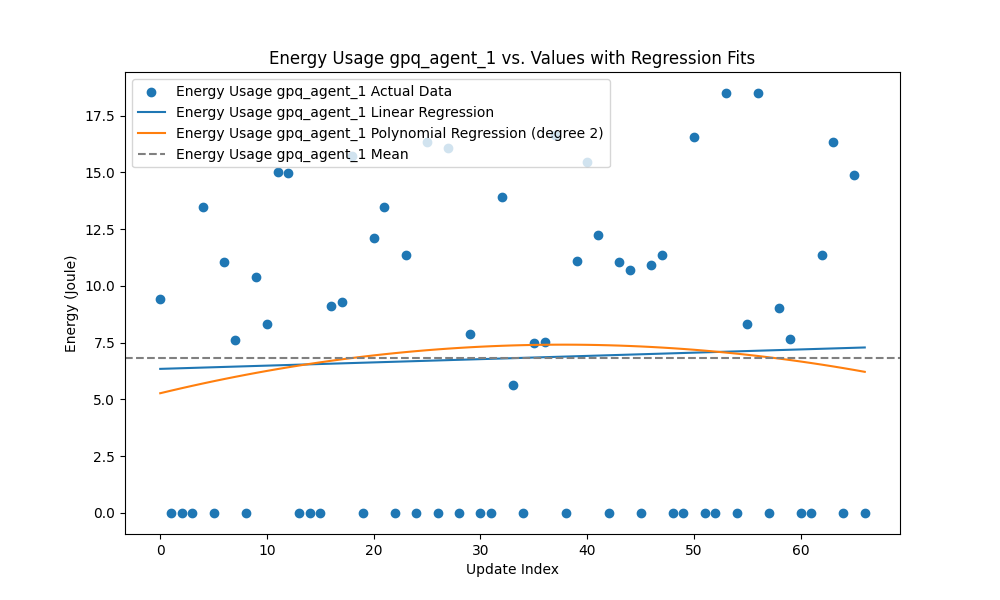 Energy Usage gpq_agent_1 vs. Values with Regression Fits
Energy Usage gpq_agent_1 Actual Data
Energy Usage gpq_agent_1 Linear Regression
Energy Usage gpq_agent_1 Polynomial Regression (degree 2)
Energy Usage gpq_agent_1 Mean
Energy (Joule)
17.5
15.0
12.5
10.0
7.5
5.0
2.5
0.0
0 10 20 30 40 50 60
Update Index